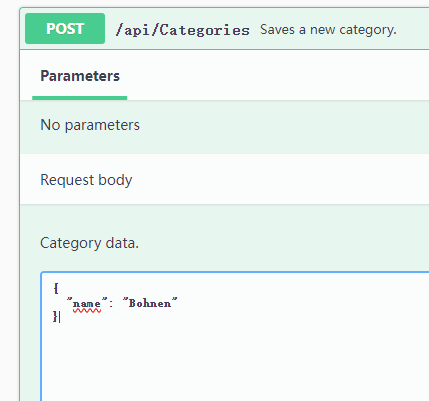 POST /api/Categories Saves a new category.
Parameters
No parameters
Request body
Category data.
{
"name": "Bohnen"
}